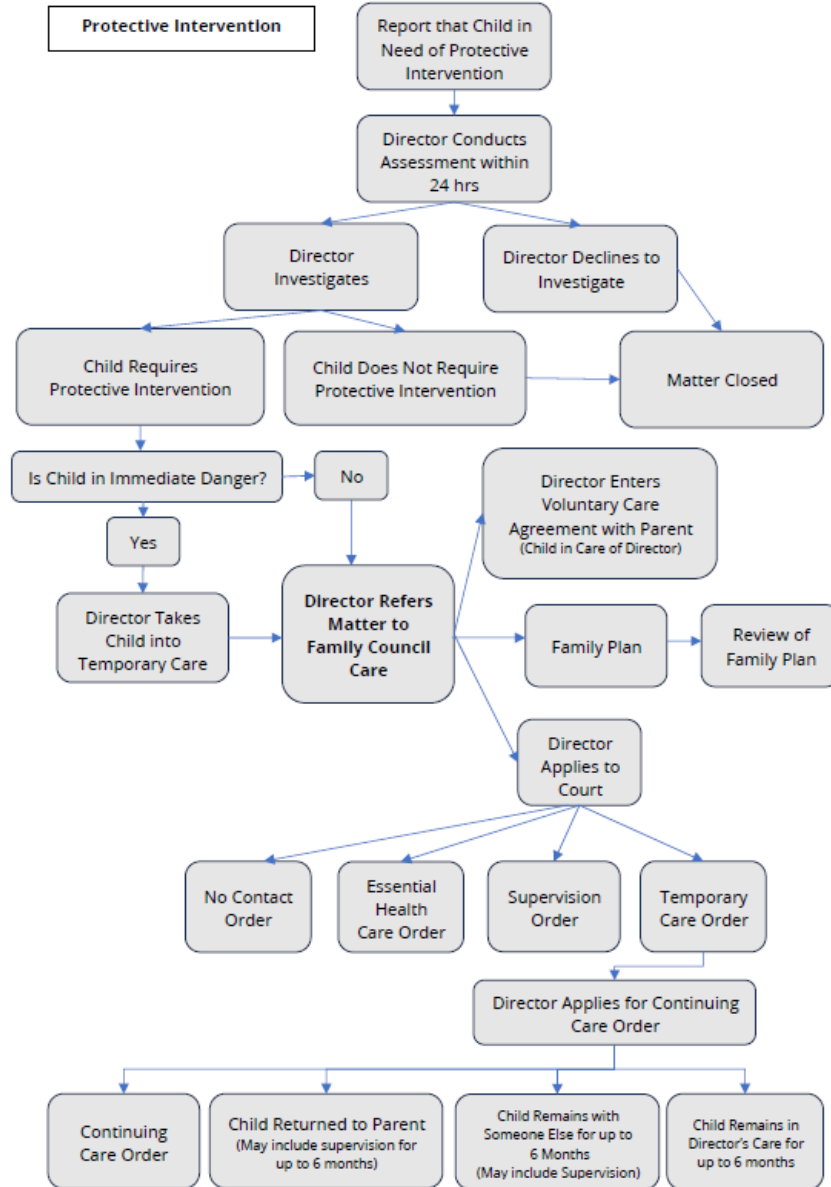 Protective Intervention
Report that Child in
Need of Protective
Intervention
Director Conducts
Assessment within
24 hrs
Director
Investigates
Director Declines to
Investigate
Child Requires
Protective Intervention
Child Does Not Require
Protective Intervention
Matter Closed
Is Child in Immediate Danger?
No
Director Enters
Voluntary Care
Agreement with Parent
(Child in Care of Director)
Yes
Director Takes
Child into
Temporary Care
Director Refers
Matter to
Family Council
Care
Family Plan
Review of
Family Plan
Director
Applies to
Court
No Contact
Order
Essential
Health
Care Order
Supervision
Order
Temporary
Care Order
Director Applies for Continuing
Care Order
Continuing
Care Order
Child Returned to Parent
(May include supervision for
up to 6 months)
Child Remains with
Someone Else for up to
6 Months
(May include Supervision)
Child Remains in
Director's Care for
up to 6 months